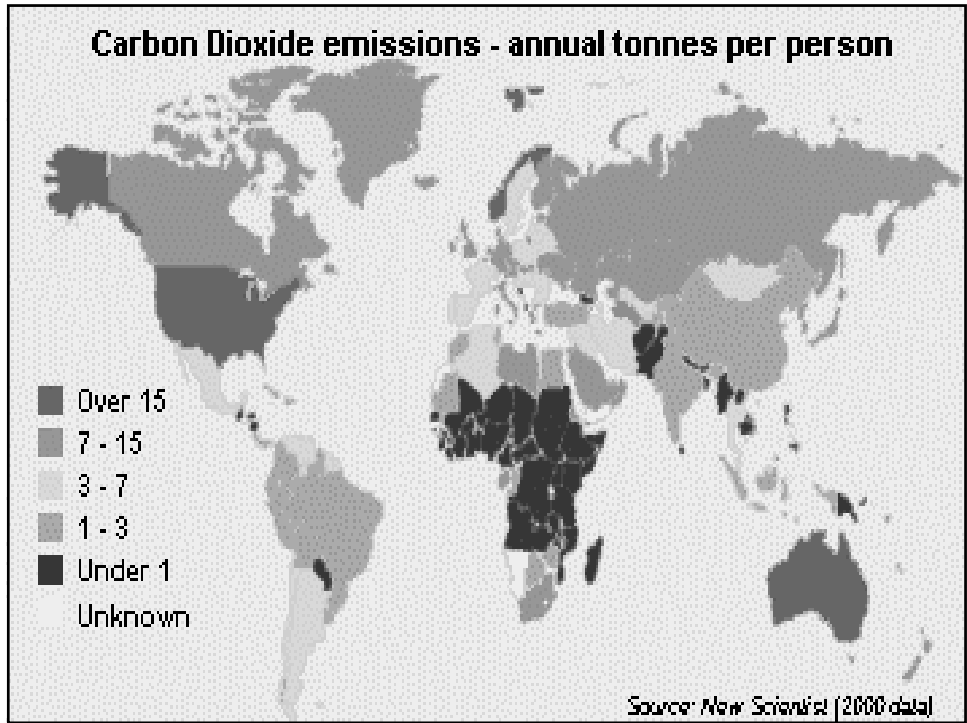 Carbon Dioxide emissions - annual tonnes per person
Over 15
7 - 15
3 - 7
1 - 3
Under 1
Unknown
Source: New Scientist (2000 data)